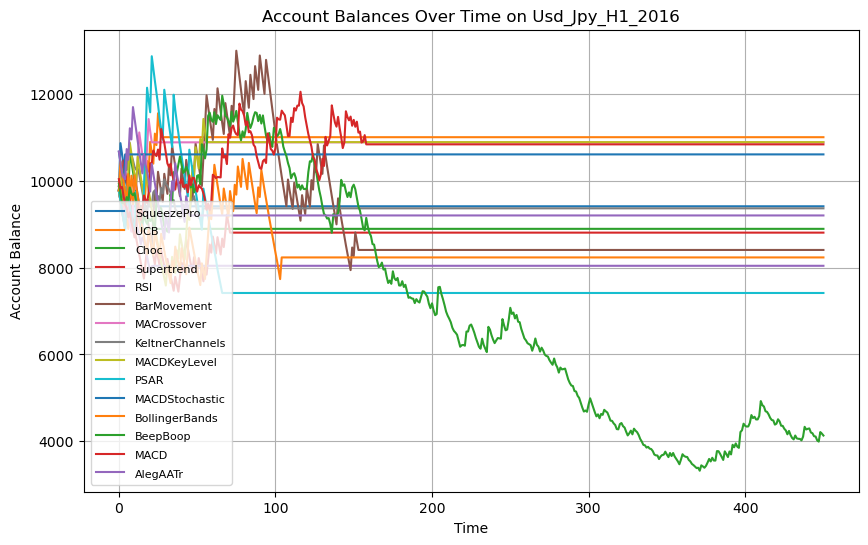 Account Balances Over Time on Usd_Jpy_H1_2016
Account Balance
12000
10000
8000
6000
4000
SqueezePro
UCB
Choc
Supertrend
RSI
BarMovement
MACrossover
KeltnerChannels
MACDKeyLevel
PSAR
MACDStochastic
BollingerBands
BeepBoop
MACD
AlegAATr
0
100
200
300
400
Time